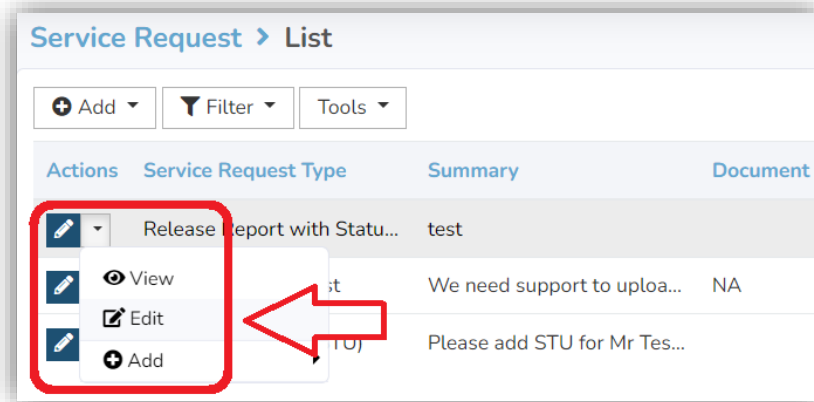 Service Request > List
Add Filter Tools
Actions Service Request Type Summary Document
Release Report with Statu... test
View
st We need support to uploa... NA
Edit
TU) Please add STU for Mr Tes...
Add